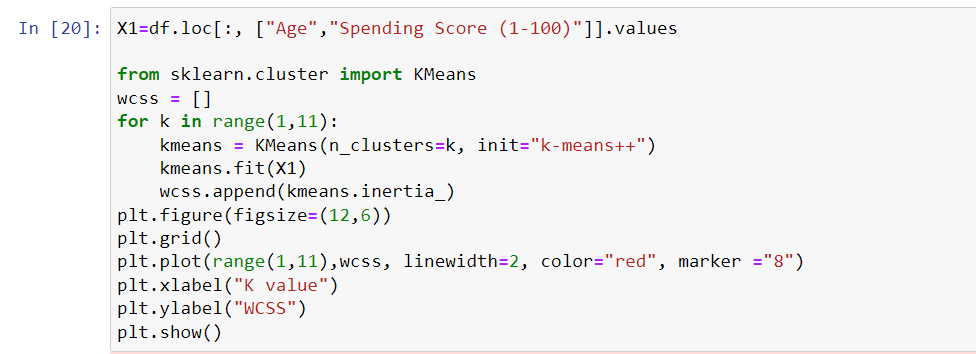 In [20]: X1=df.loc[:, ["Age","Spending Score (1-100)"]].values
from sklearn.cluster import KMeans
wcss = []
for k in range(1,11):
    kmeans = KMeans(n_clusters=k, init="k-means++")
    kmeans.fit(X1)
    wcss.append(kmeans.inertia_)
plt.figure(figsize=(12,6))
plt.grid()
plt.plot(range(1,11),wcss, linewidth=2, color="red", marker ="8")
plt.xlabel("K value")
plt.ylabel("WCSS")
plt.show()